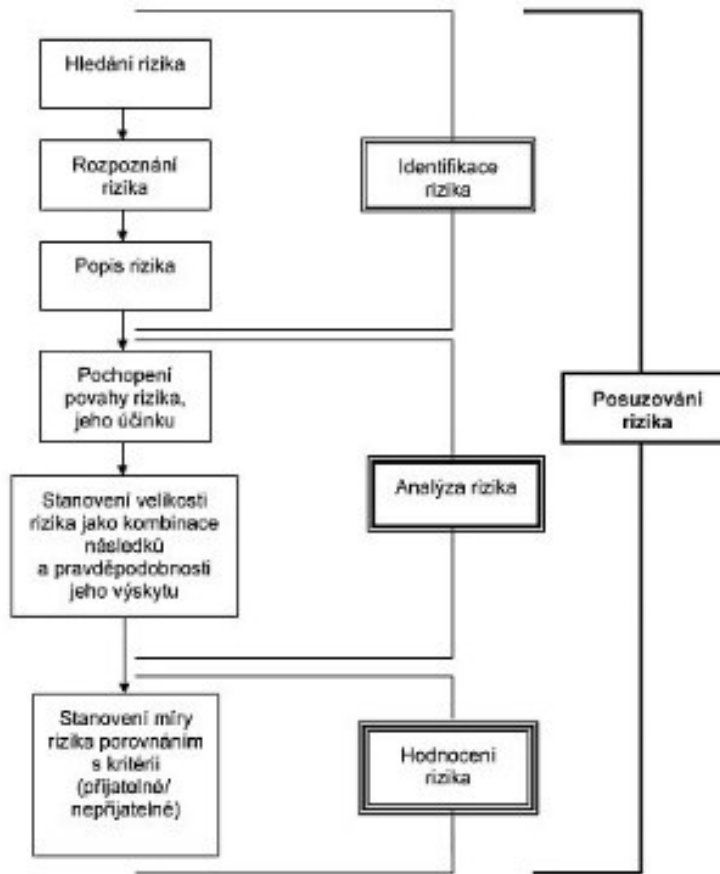 Hledání rizika
Rozpoznání
rizika
Popis rizika
Pochopení
povahy rizika,
jeho účinku
Stanovení velikosti
rizika jako kombinace
následků
a pravděpodobnosti
jeho výskytu
Stanovení míry
rizika porovnáním
s kritérii
(přijatelné/
nepřijatelné)
Identifikace
rizika
Analýza rizika
Hodnocení
rizika
Posuzování
rizika